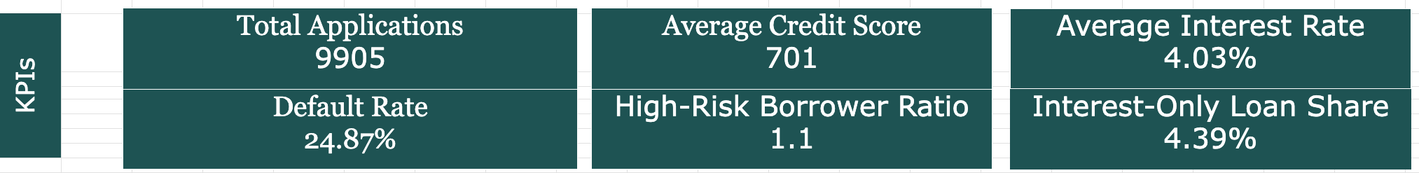 KPIs
Total Applications
9905
Default Rate
24.87%
Average Credit Score
701
High-Risk Borrower Ratio
1.1
Average Interest Rate
4.03%
Interest-Only Loan Share
4.39%